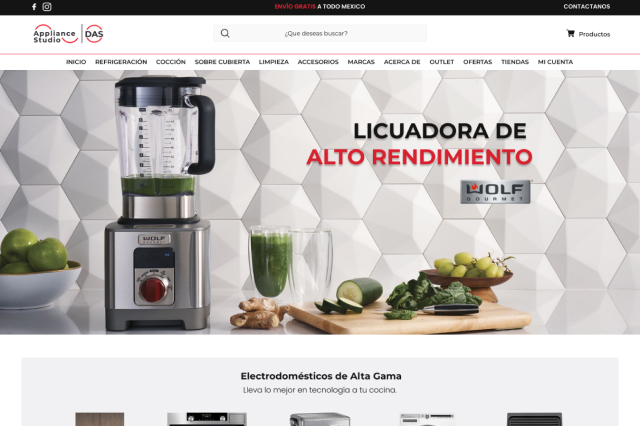 ENVÍO GRATIS A TODO MEXICO
CONTACTANOS
Appliance
Studio
DAS
¿Que deseas buscar?
Productos
INICIO REFRIGERACIÓN COCCIÓN SOBRE CUBIERTA LIMPIEZA ACCESORIOS MARCAS ACERCA DE OUTLET OFERTAS TIENDAS MI CUENTA
LICUADORA DE
ALTO RENDIMIENTO
WOLF
GOURMET
WOLF
Electrodomésticos de Alta Gama
Lleva lo mejor en tecnología a tu cocina.